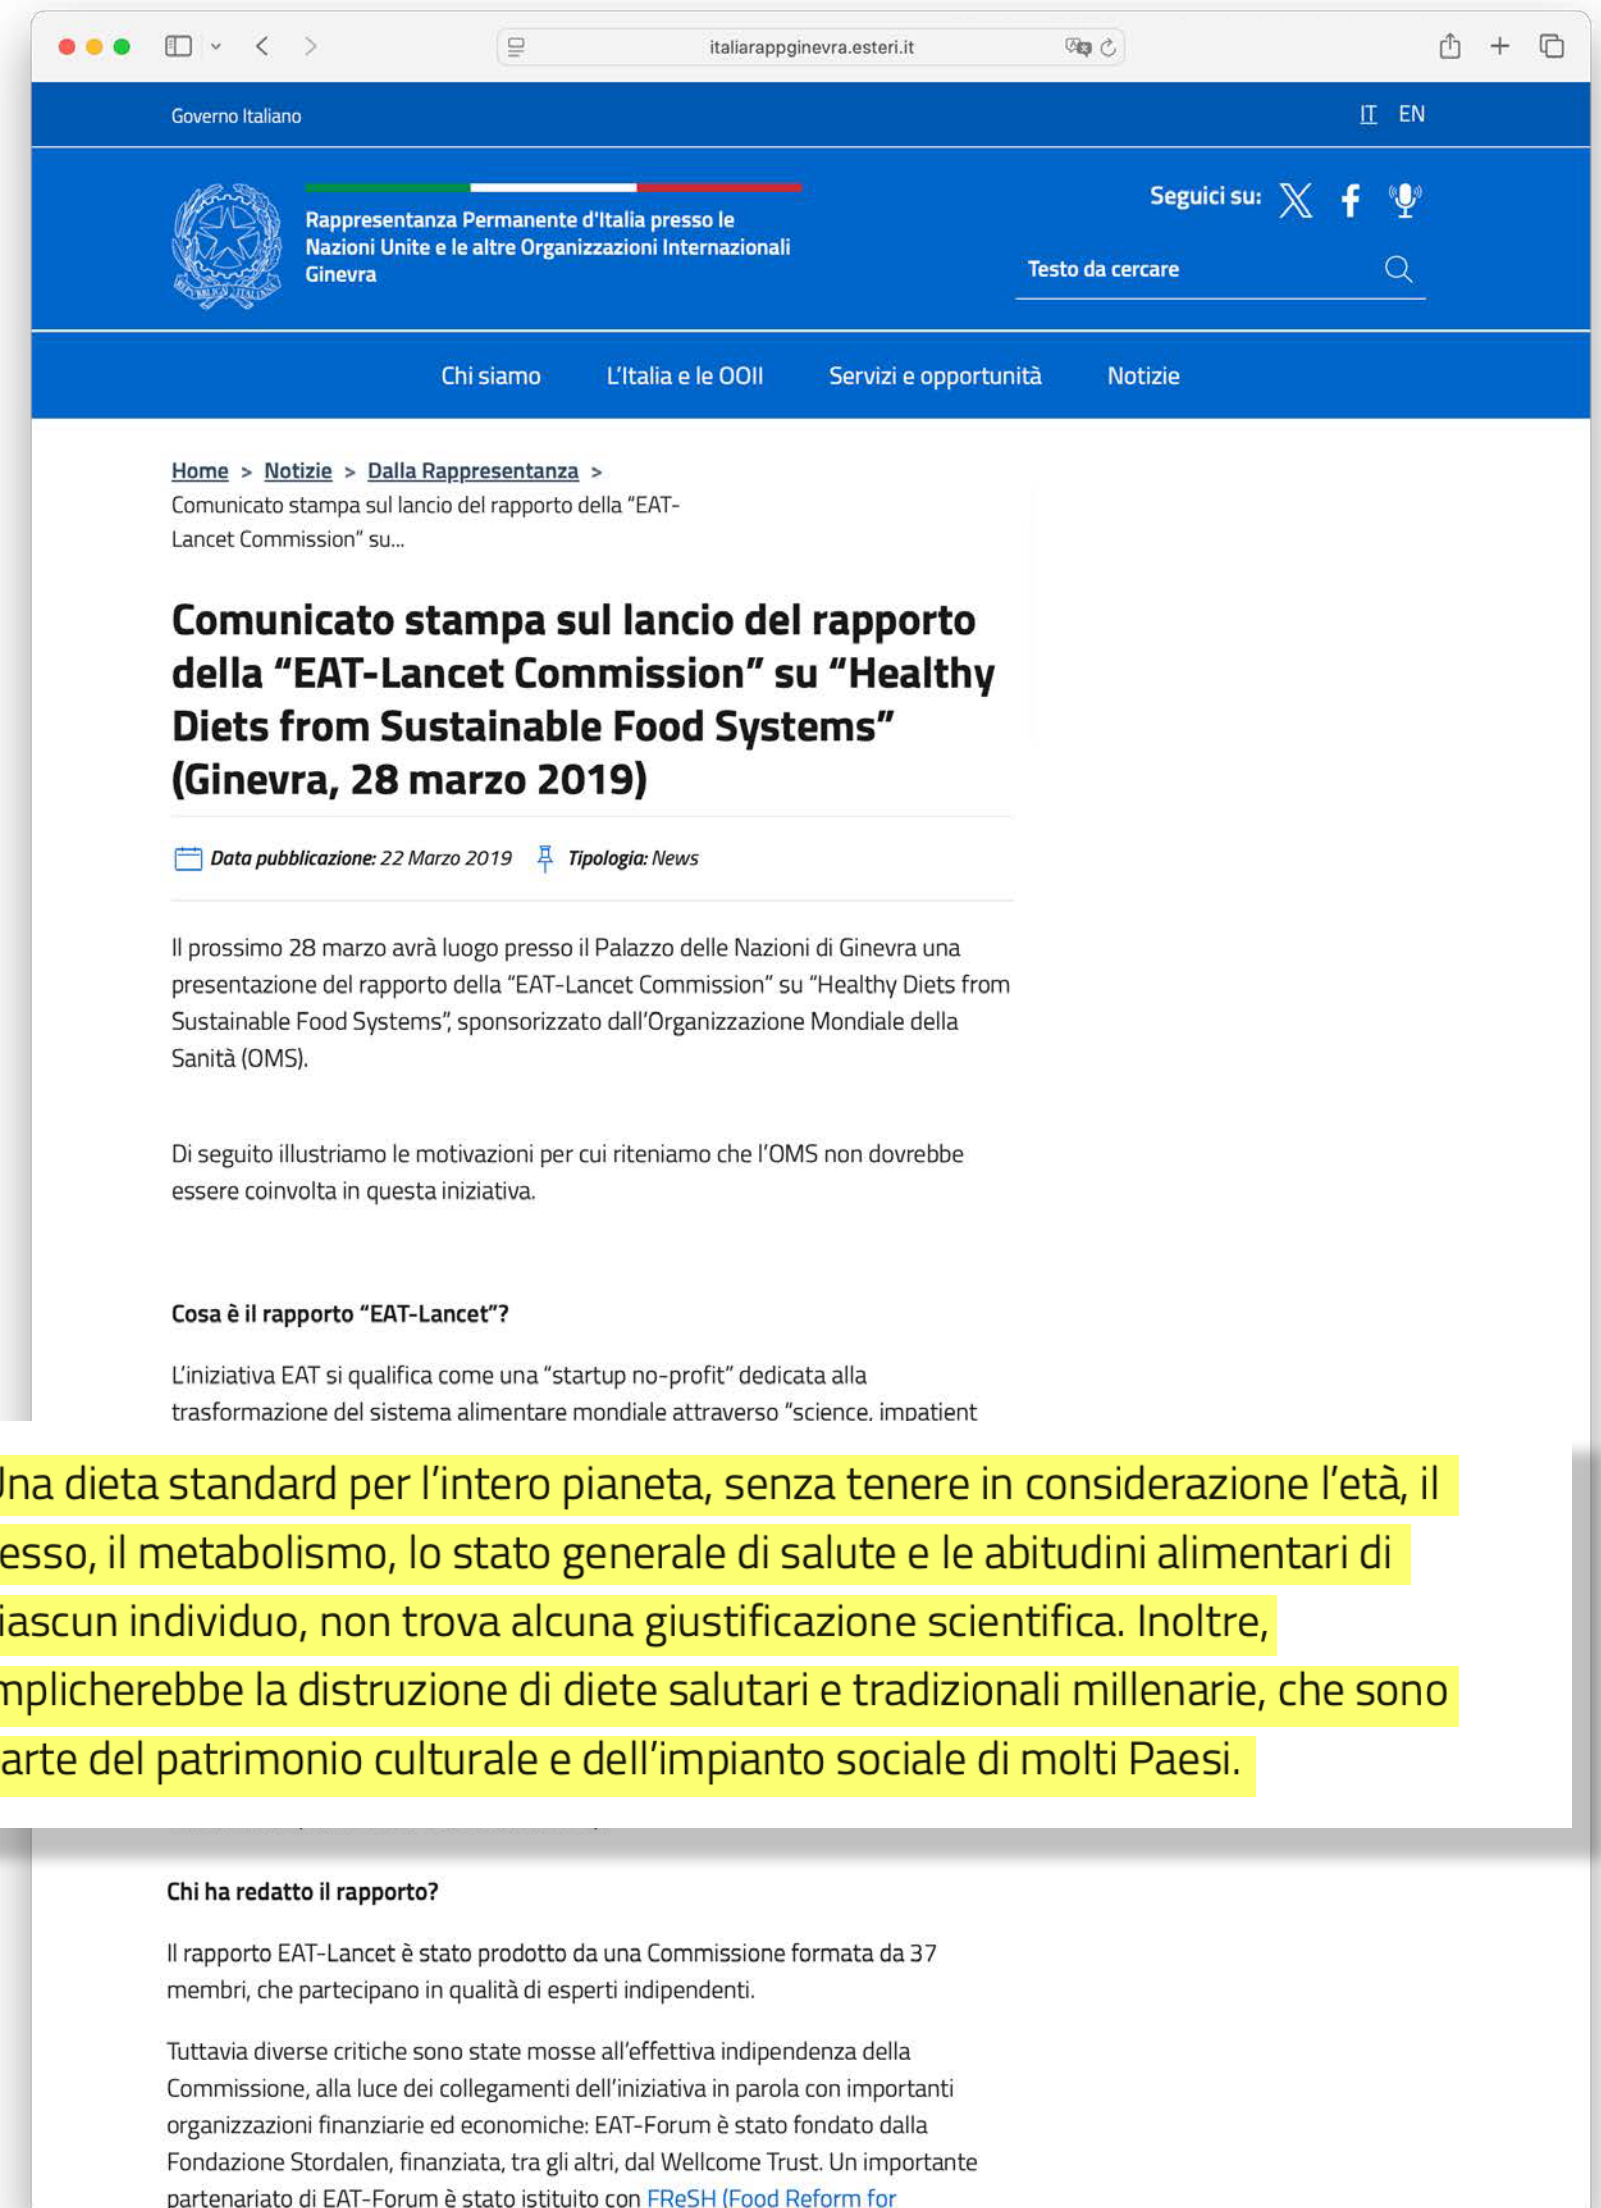 italiarappginevra.esteri.it
Governo Italiano
IT EN
Rappresentanza Permanente d'Italia presso le
Nazioni Unite e le altre Organizzazioni Internazionali
Ginevra
Seguici su:
Testo da cercare
Chi siamo L'Italia e le OOII Servizi e opportunità Notizie
Home > Notizie > Dalla Rappresentanza >
Comunicato stampa sul lancio del rapporto della “EAT-
Lancet Commission” su...
Comunicato stampa sul lancio del rapporto
della “EAT-Lancet Commission” su “Healthy
Diets from Sustainable Food Systems”
(Ginevra, 28 marzo 2019)
Data pubblicazione: 22 Marzo 2019 Tipologia: News
Il prossimo 28 marzo avrà luogo presso il Palazzo delle Nazioni di Ginevra una
presentazione del rapporto della “EAT-Lancet Commission” su “Healthy Diets from
Sustainable Food Systems”, sponsorizzato dall'Organizzazione Mondiale della
Sanità (OMS).
Di seguito illustriamo le motivazioni per cui riteniamo che l'OMS non dovrebbe
essere coinvolta in questa iniziativa.
Cosa è il rapporto “EAT-Lancet”?
L'iniziativa EAT si qualifica come una “startup no-profit” dedicata alla
trasformazione del sistema alimentare mondiale attraverso “science, impatient
Una dieta standard per l'intero pianeta, senza tenere in considerazione l'età, il
esso, il metabolismo, lo stato generale di salute e le abitudini alimentari di
iascun individuo, non trova alcuna giustificazione scientifica. Inoltre,
mplicherebbe la distruzione di diete salutari e tradizionali millenarie, che sono
arte del patrimonio culturale e dell'impianto sociale di molti Paesi.
Chi ha redatto il rapporto?
Il rapporto EAT-Lancet è stato prodotto da una Commissione formata da 37
membri, che partecipano in qualità di esperti indipendenti.
Tuttavia diverse critiche sono state mosse all'effettiva indipendenza della
Commissione, alla luce dei collegamenti dell'iniziativa in parola con importanti
organizzazioni finanziarie ed economiche: EAT-Forum è stato fondato dalla
Fondazione Stordalen, finanziata, tra gli altri, dal Wellcome Trust. Un importante
partenariato di EAT-Forum è stato istituito con FReSH (Food Reform for